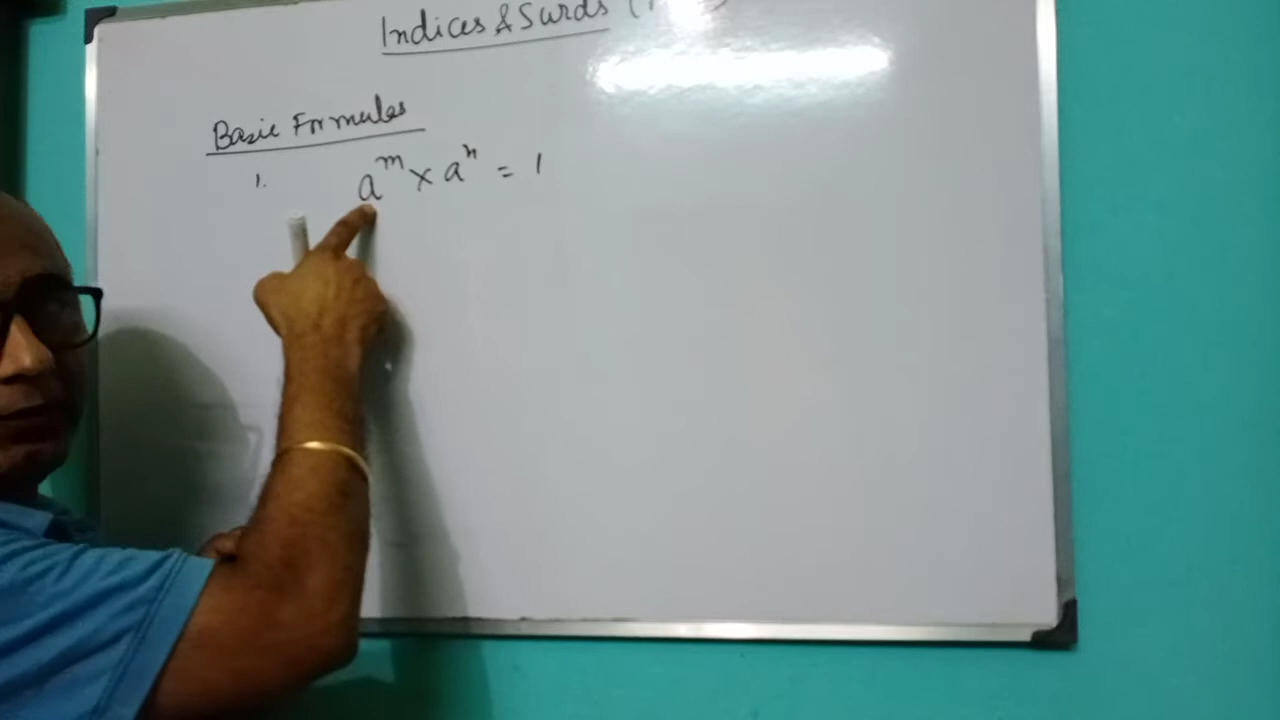 Indices & Surds (
Basic Formulas
1. a^m × a^n = 1